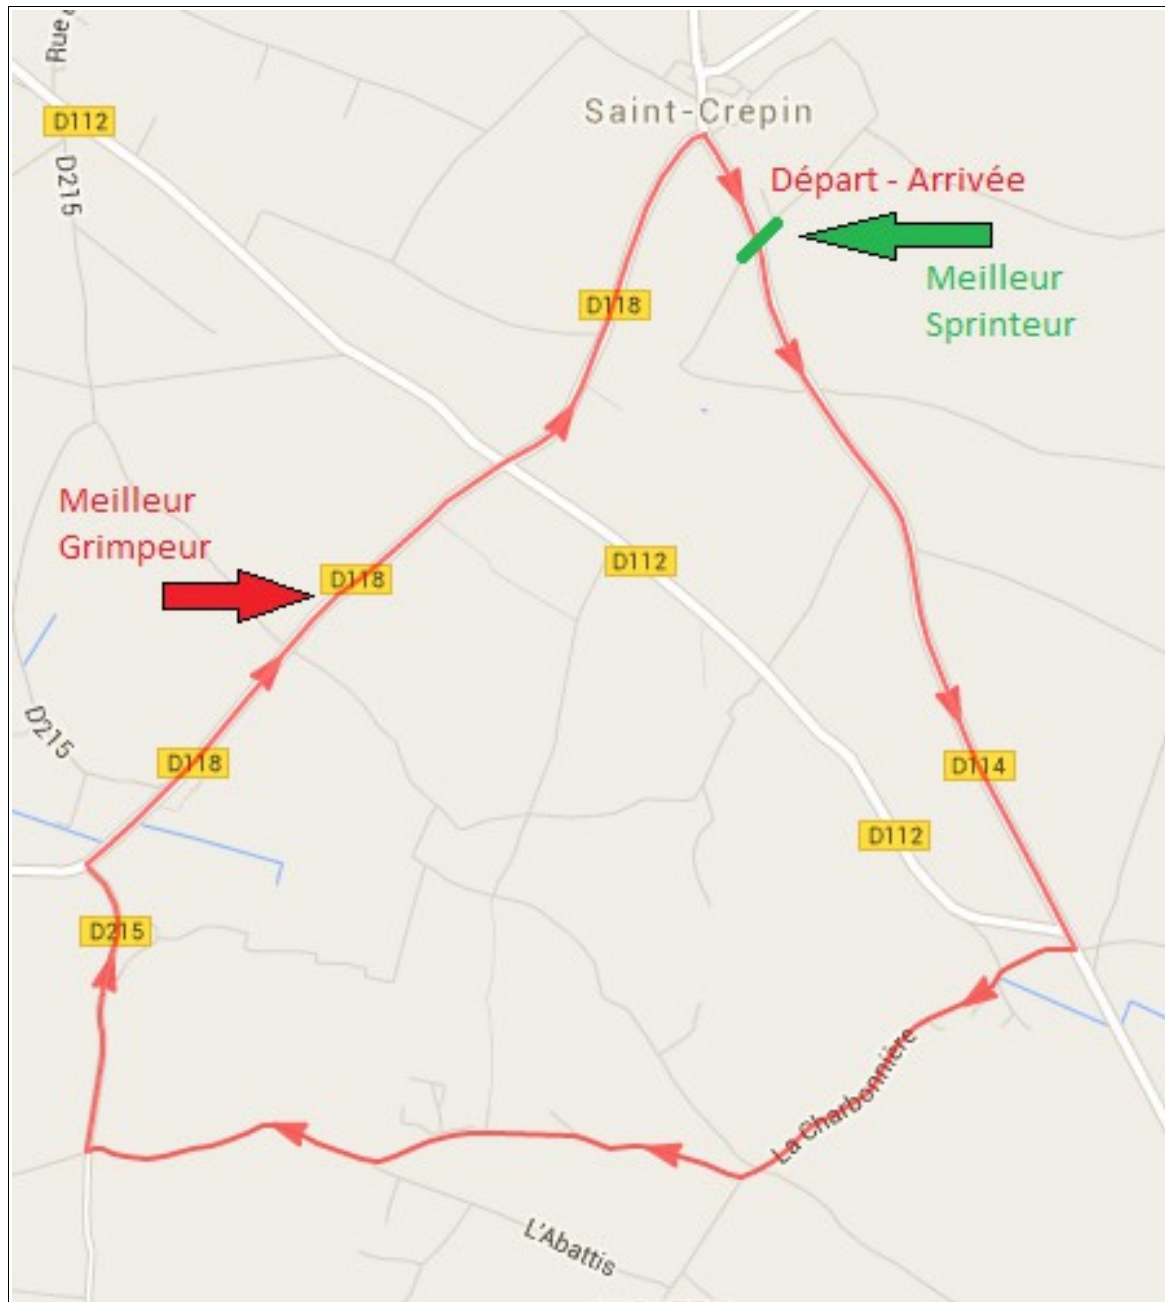 Rue
Saint-Crepin
D112
D215
Départ - Arrivée
Meilleur
Sprinteur
D118
Meilleur
Grimpeur
D118
D112
D215
D118
D114
D112
D215
La Charbonnière
L'Abattis